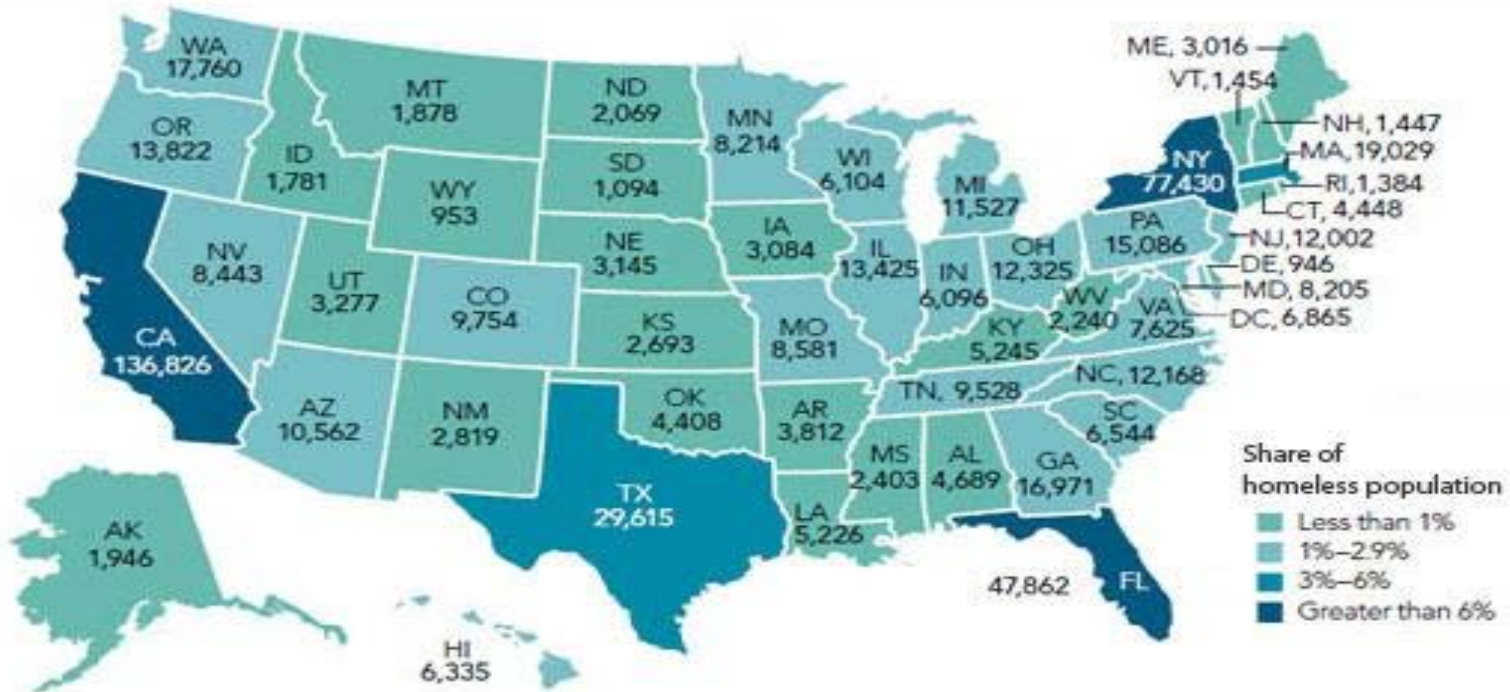 WA
17,760
OR
13,822
CA
136,826
NV
8,443
ID
1,781
MT
1,878
WY
953
UT
3,277
AZ
10,562
CO
9,754
NM
2,819
ND
2,069
SD
1,094
NE
3,145
KS
2,693
OK
4,408
TX
29,615
MN
8,214
IA
3,084
MO
8,581
AR
3,812
LA
5,226
WI
6,104
IL
13,425
MI
11,527
IN
6,096
OH
12,325
KY
5,245
WV
2,240
VA
7,625
TN, 9,528
NC, 12,168
SC
6,544
MS
2,403
AL
4,689
GA
16,971
47,862
FL
PA
15,086
NY
77,430
ME, 3,016
VT, 1,454
NH, 1,447
MA, 19,029
RI, 1,384
CT, 4,448
NJ, 12,002
DE, 946
MD, 8,205
DC, 6,865
AK
1,946
HI
6,335
Share of
homeless population
Less than 1%
1%–2.9%
3%–6%
Greater than 6%